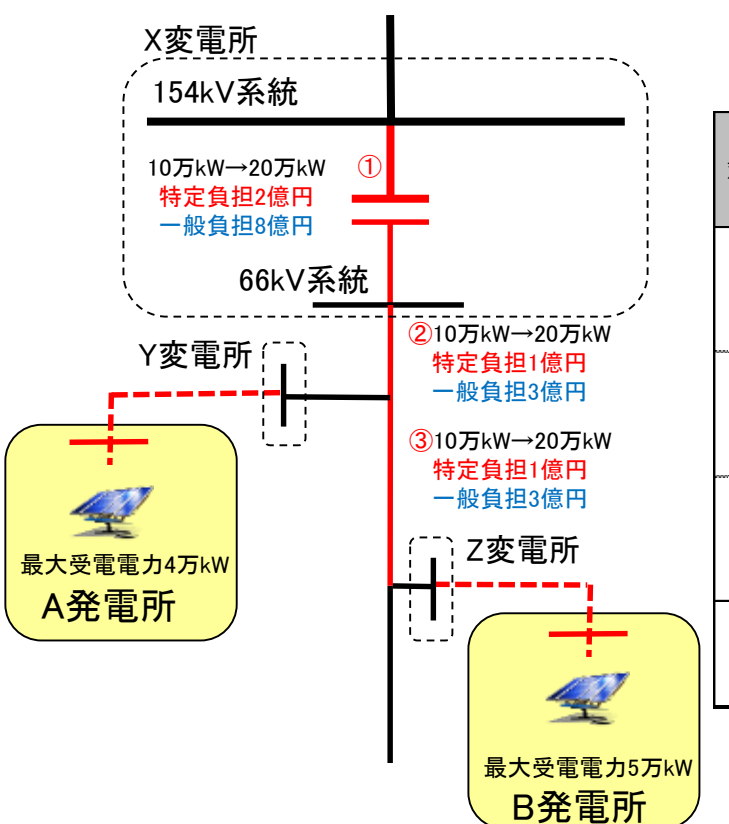 X変電所
154kV系統
10万kW→20万kW
①
特定負担2億円
一般負担8億円
66kV系統
②10万kW→20万kW
特定負担1億円
一般負担3億円
Y変電所
③10万kW→20万kW
特定負担1億円
一般負担3億円
Z変電所
最大受電電力4万kW
A発電所
最大受電電力5万kW
B発電所